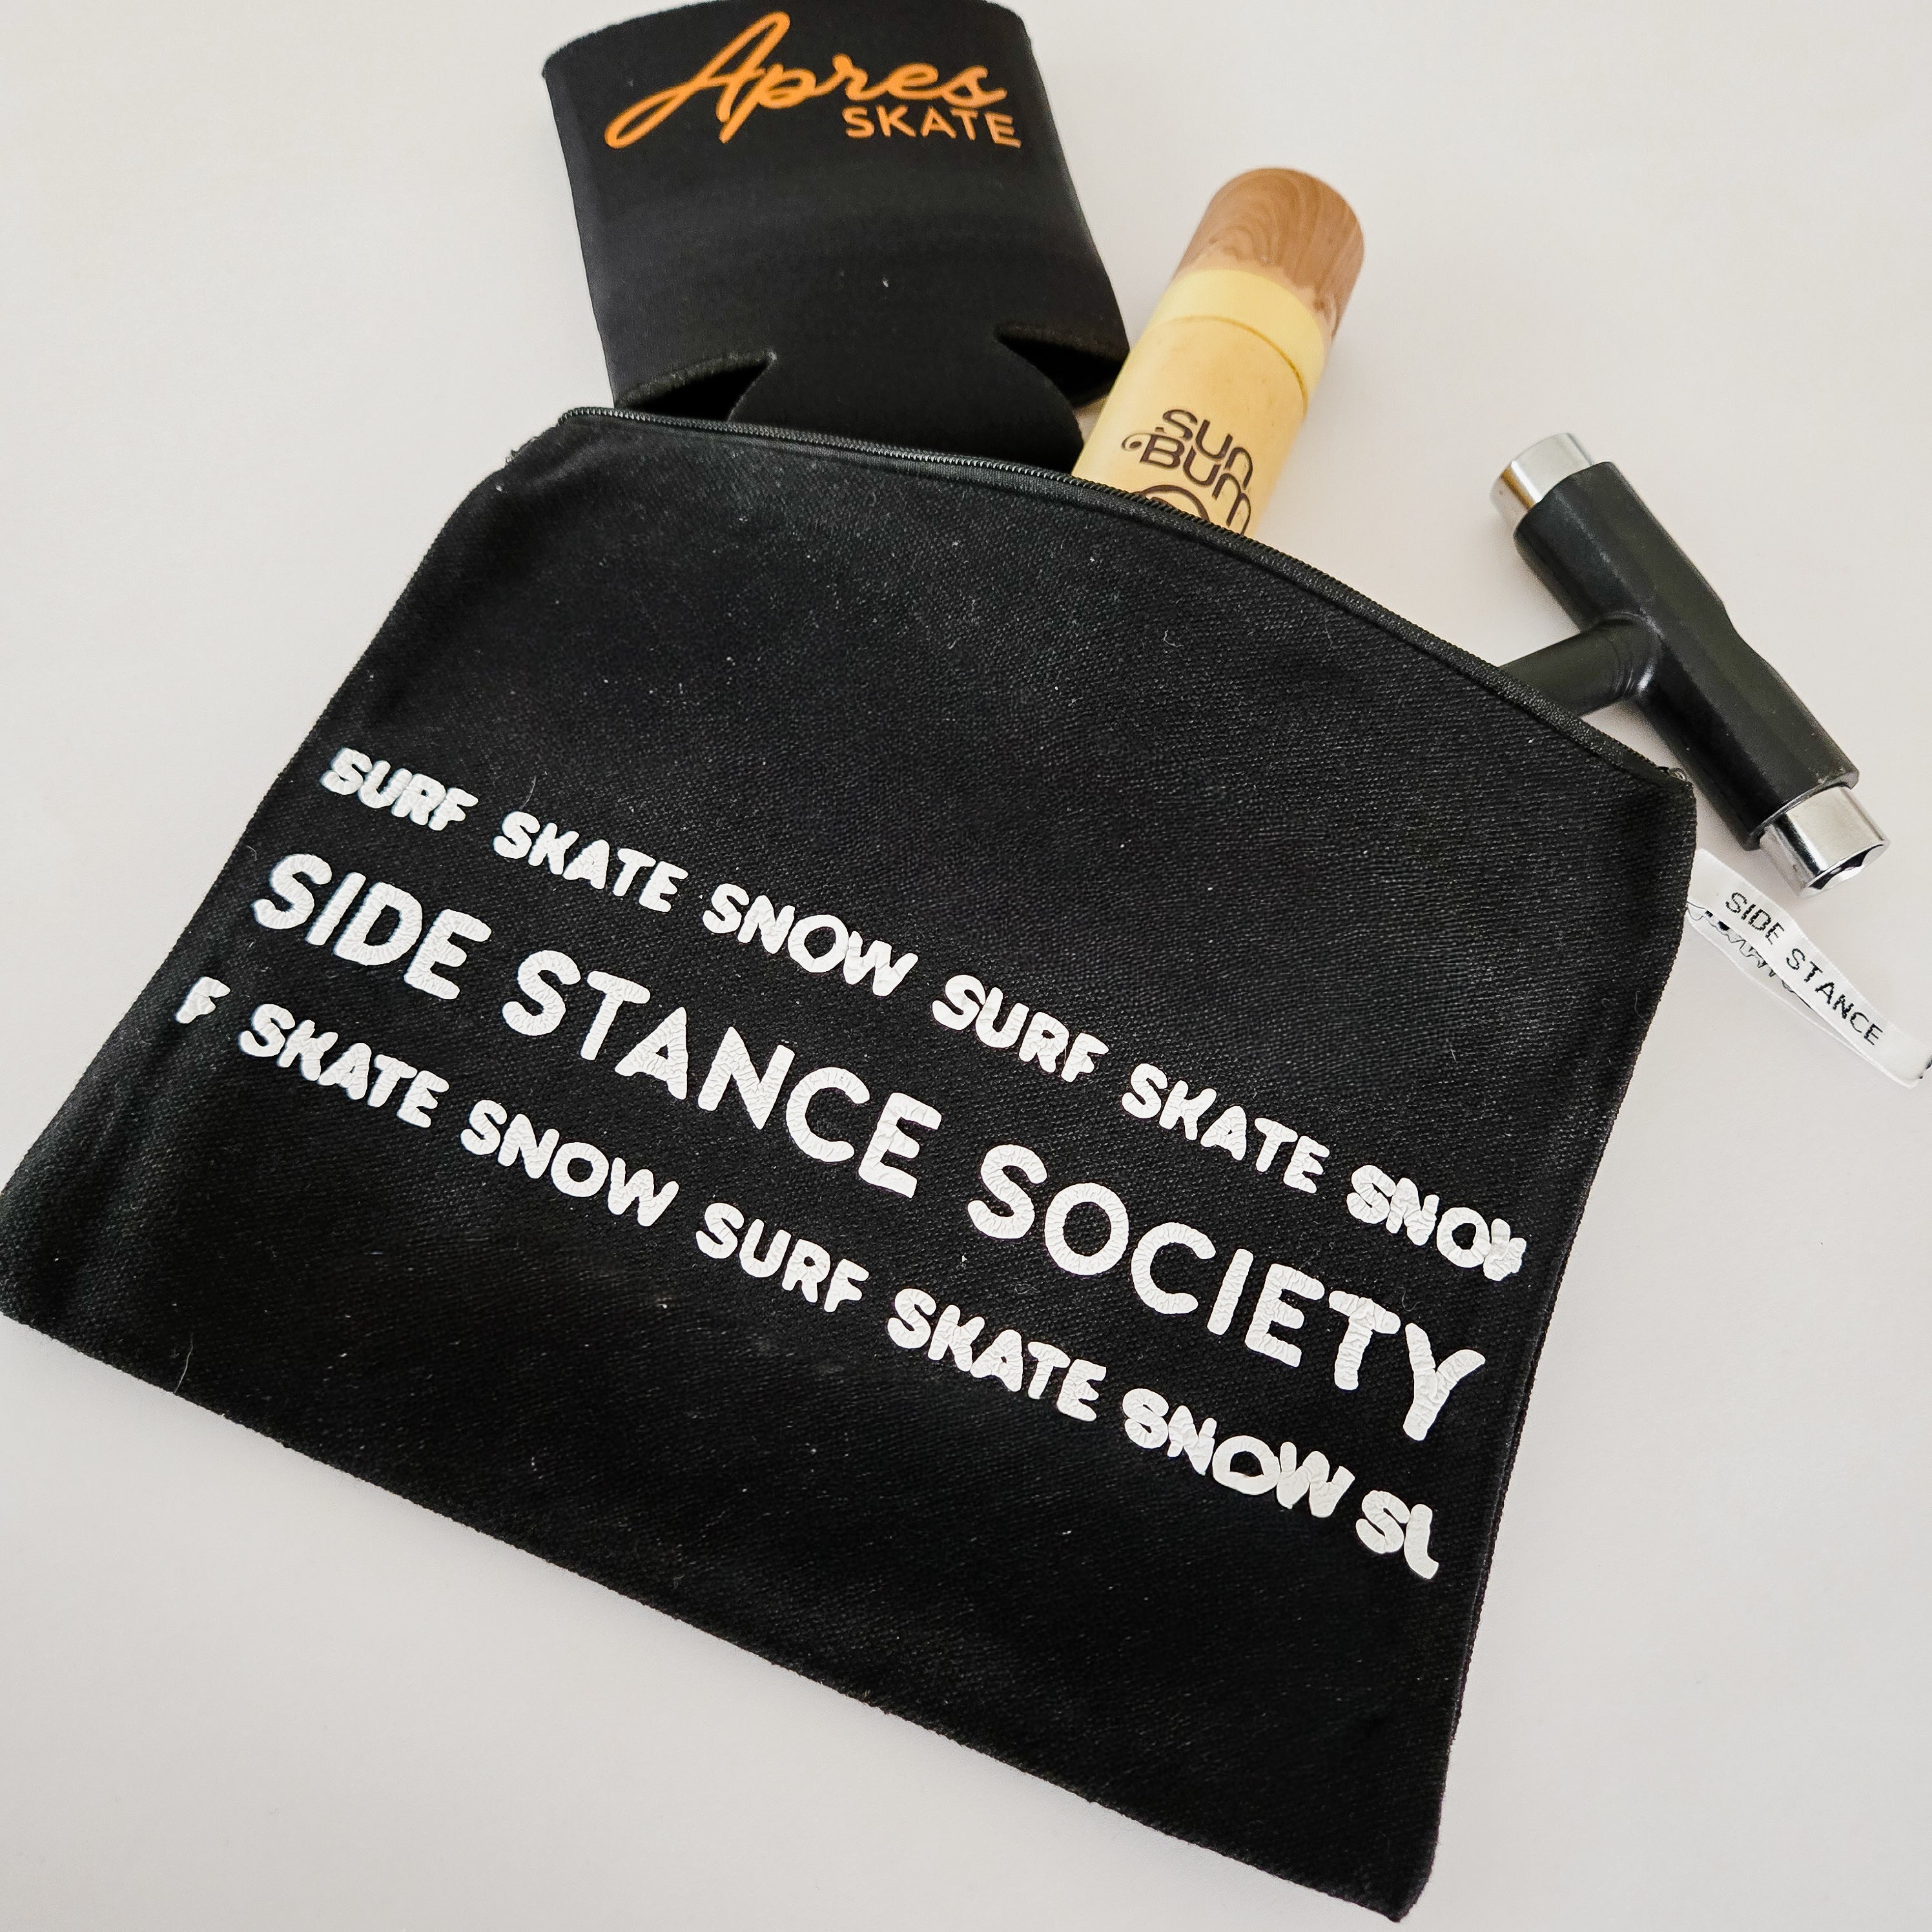 Apres
SKATE
SUN
BUM
SURF SKATE SNOW SURF SKATE SNOW
SIDE STANCE SOCIETY
F SKATE SNOW SURF SKATE SNOW SL
SIDE STANCE